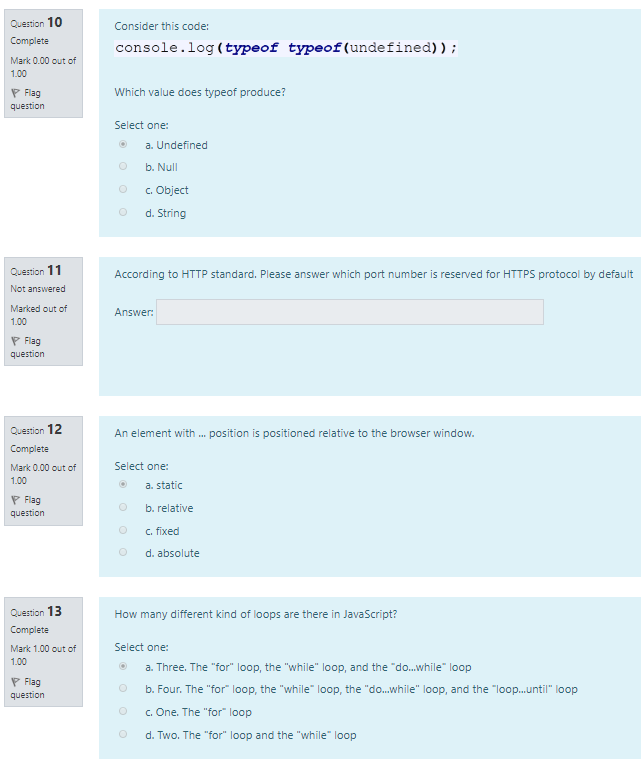 Question 10
Complete
Mark 0.00 out of
1.00
Flag
question
Consider this code:
console.log(typeof typeof(undefined));
Which value does typeof produce?
Select one:
a. Undefined
b. Null
c. Object
d. String
Question 11
Not answered
Marked out of
1.00
Flag
question
According to HTTP standard. Please answer which port number is reserved for HTTPS protocol by default
Answer:
Question 12
Complete
Mark 0.00 out of
1.00
Flag
question
An element with ... position is positioned relative to the browser window.
Select one:
a. static
b. relative
c. fixed
d. absolute
Question 13
Complete
Mark 1.00 out of
1.00
Flag
question
How many different kind of loops are there in JavaScript?
Select one:
a. Three. The "for" loop, the "while" loop, and the "do...while" loop
b. Four. The "for" loop, the "while" loop, the "do...while" loop, and the "loop...until" loop
c. One. The "for" loop
d. Two. The "for" loop and the "while" loop